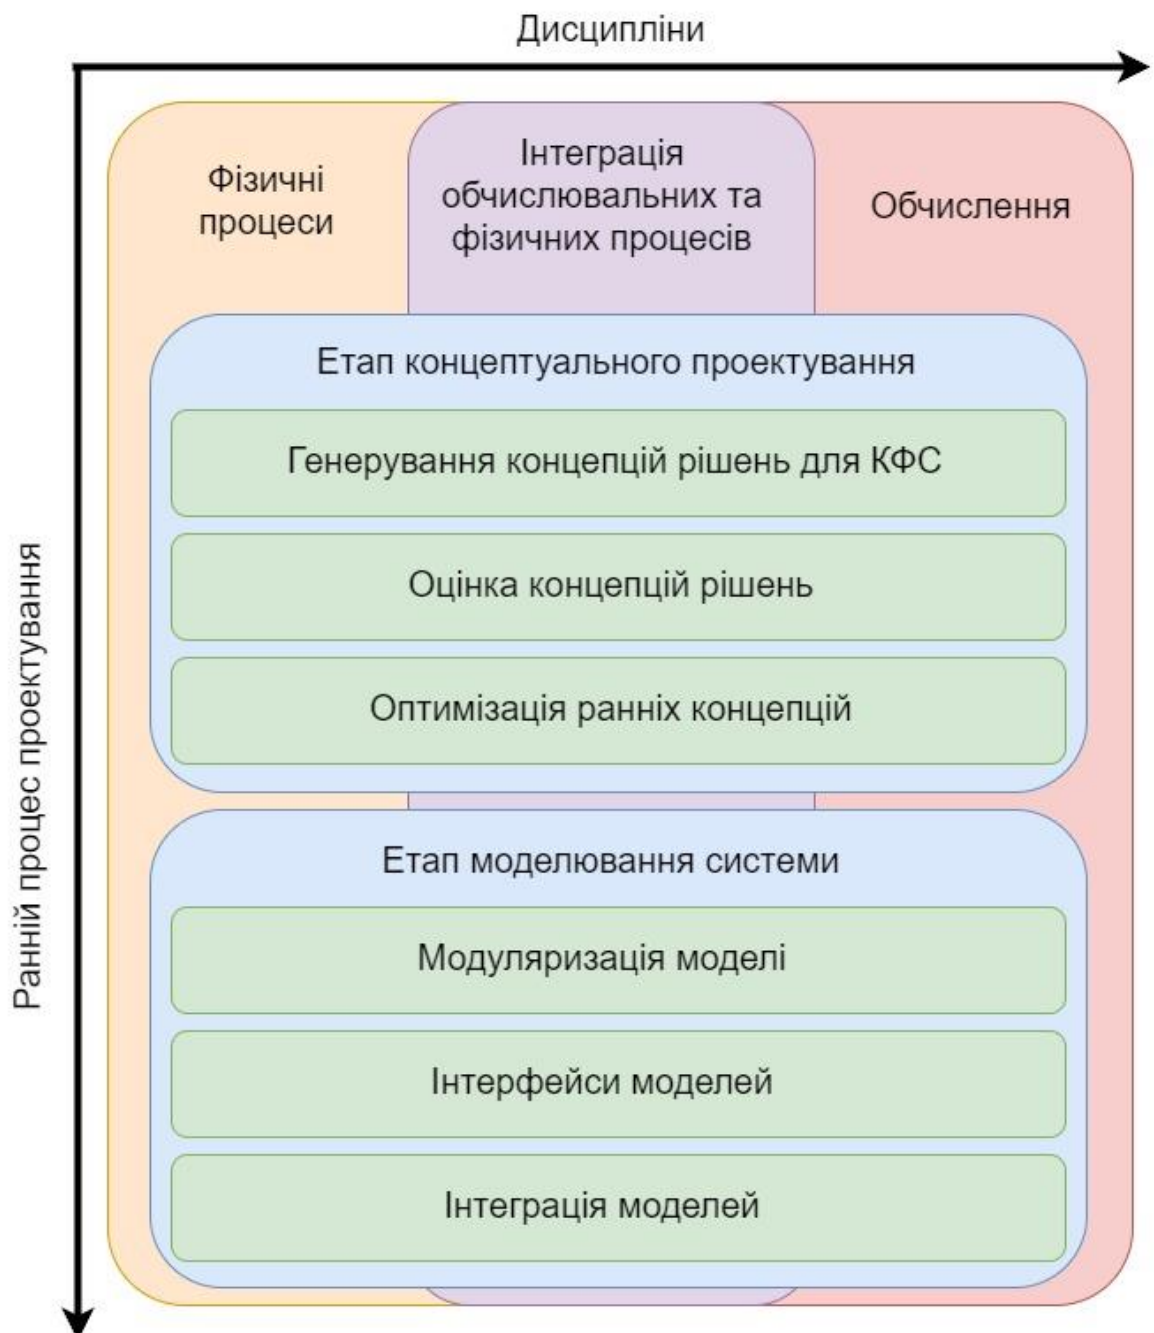 Дисципліни
Фізичні
процеси
Інтеграція
обчислювальних та
фізичних процесів
Обчислення
Ранній процес проектування
Етап концептуального проектування
Генерування концепцій рішень для КФС
Оцінка концепцій рішень
Оптимізація ранніх концепцій
Етап моделювання системи
Модуляризація моделі
Інтерфейси моделей
Інтеграція моделей